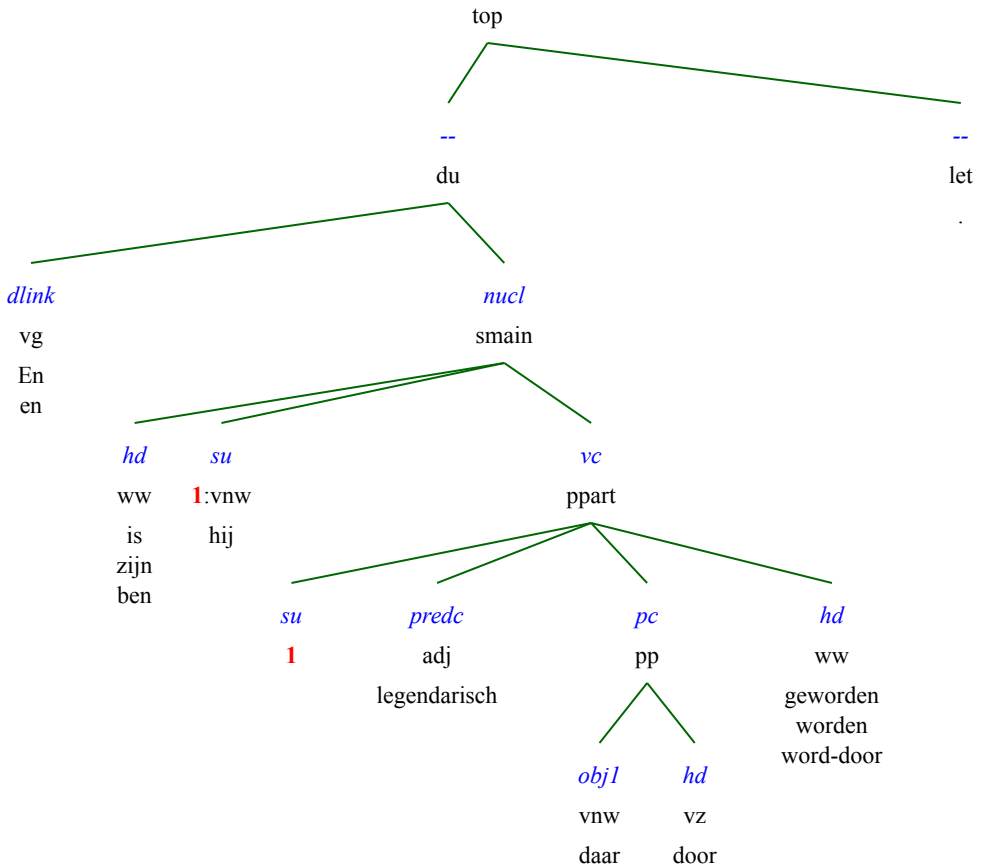 top
-- --
du let
.
dlink nucl
vg smain
En
en
hd su vc
ww 1:vnw ppart
is hij
zijn
ben
su predc pc hd
1 adj pp ww
legendarisch geworden
worden
word-door
obj1 hd
vnw vz
daar door